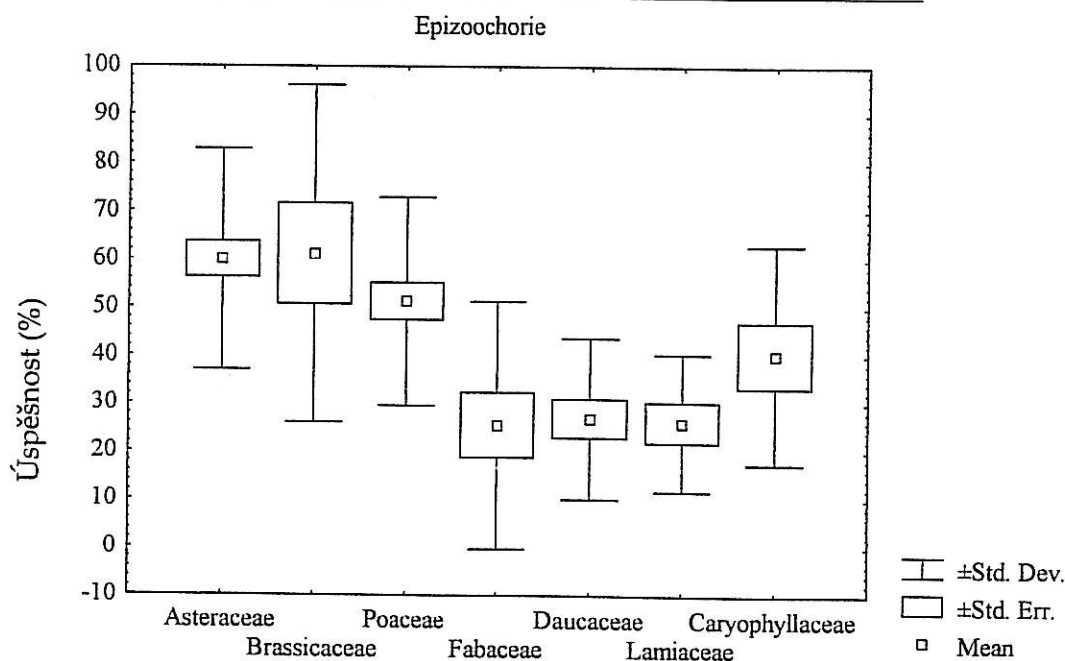 Epizoochorie
100
90
80
70
60
50
40
30
20
10
0
-10
Úspěšnost (%)
Asteraceae Poaceae Daucaceae Caryophyllaceae
Brassicaceae Fabaceae Lamiaceae
±Std. Dev.
±Std. Err.
Mean